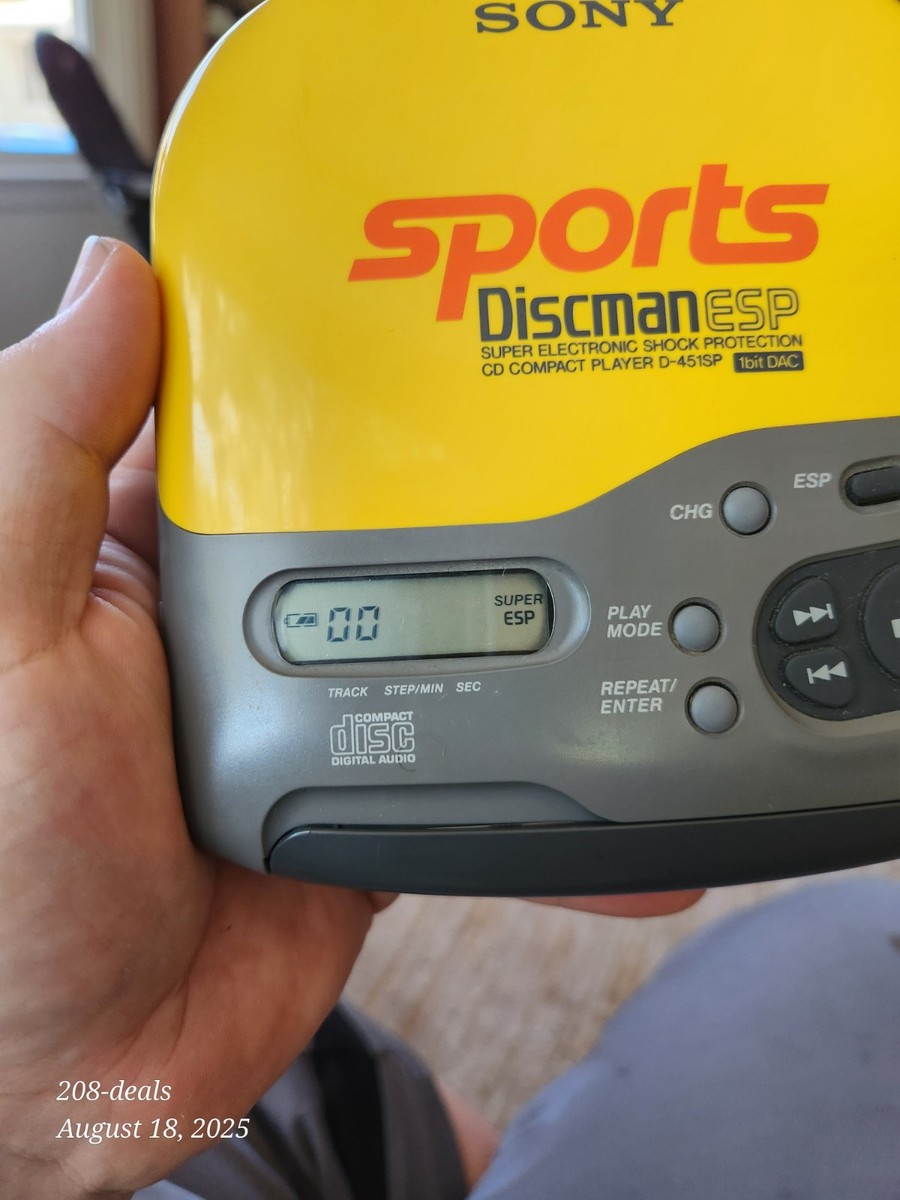 SONY
sports
Discman ESP
SUPER ELECTRONIC SHOCK PROTECTION
CD COMPACT PLAYER D-451SP 1bit DAC
ESP
CHG
00
SUPER
ESP
PLAY
MODE
TRACK STEP/MIN SEC
REPEAT/
ENTER
COMPACT
disc
DIGITAL AUDIO
208-deals
August 18, 2025